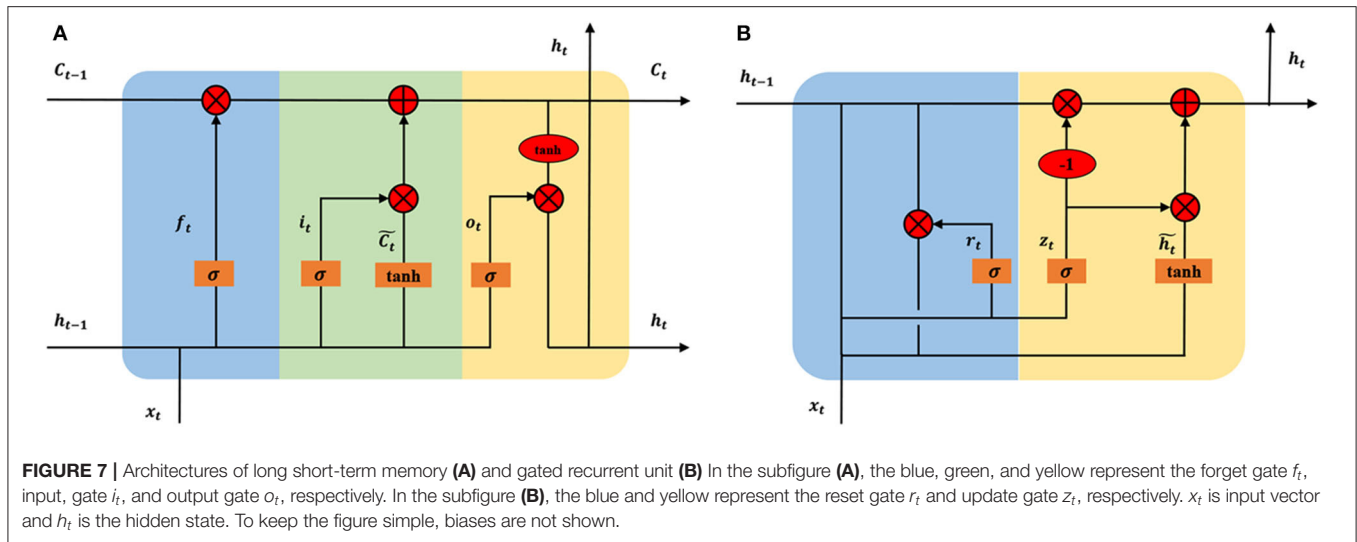 A
B
h_t
h_t
C_{t-1}
C_t
h_{t-1}
tanh
-1
f_t
i_t
\widetilde{C_t}
o_t
r_t
z_t
\widetilde{h_t}
σ
σ
tanh
σ
σ
σ
tanh
h_{t-1}
h_t
x_t
x_t
FIGURE 7 | Architectures of long short-term memory (A) and gated recurrent unit (B) In the subfigure (A), the blue, green, and yellow represent the forget gate f_t,
input, gate i_t, and output gate o_t, respectively. In the subfigure (B), the blue and yellow represent the reset gate r_t and update gate z_t, respectively. x_t is input vector
and h_t is the hidden state. To keep the figure simple, biases are not shown.